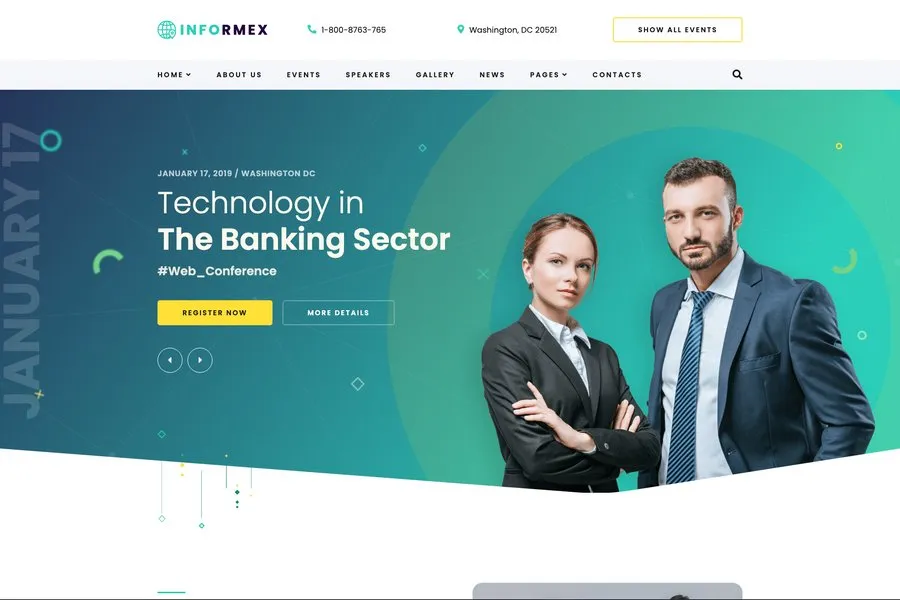 INFORMEX
1-800-8763-765
Washington, DC 20521
SHOW ALL EVENTS
HOME
ABOUT US
EVENTS
SPEAKERS
GALLERY
NEWS
PAGES
CONTACTS
JANUARY 17
JANUARY 17, 2019 / WASHINGTON DC
Technology in
The Banking Sector
#Web_Conference
REGISTER NOW
MORE DETAILS